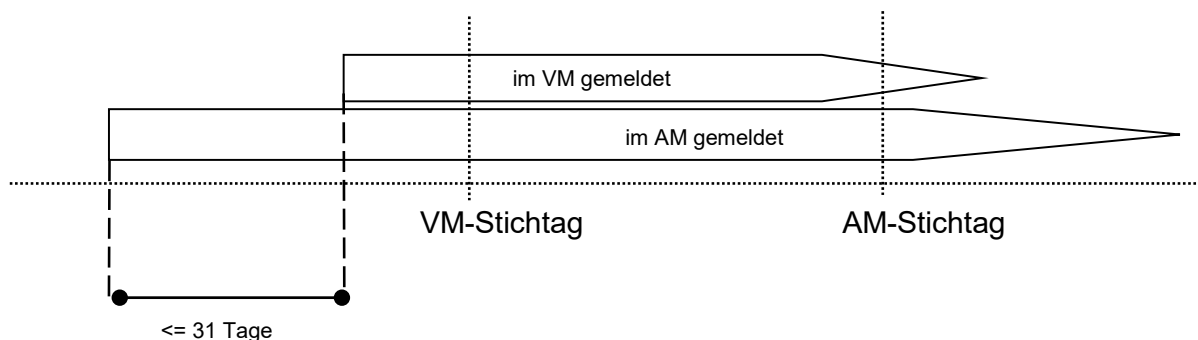 im VM gemeldet
im AM gemeldet
VM-Stichtag
AM-Stichtag
<= 31 Tage